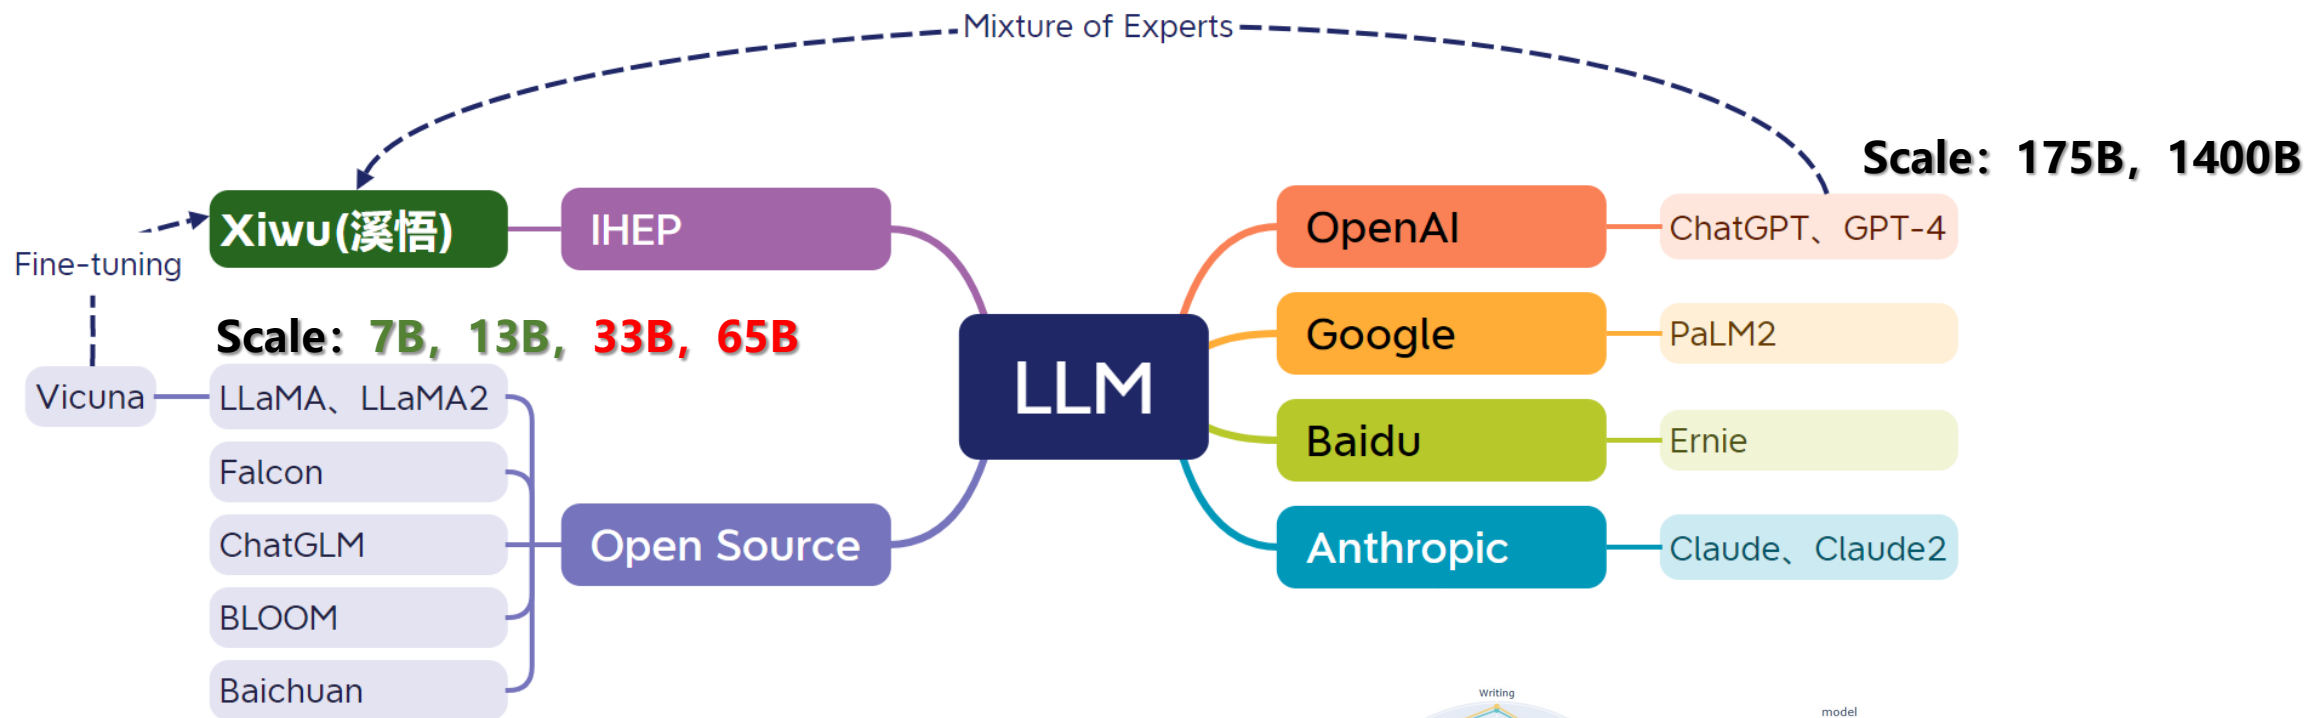 Mixture of Experts
Scale：175B，1400B
Xiwu(溪悟)
IHEP
OpenAI
ChatGPT、GPT-4
Fine-tuning
Scale：7B，13B，33B，65B
Google
PaLM2
LLM
Vicuna
LLaMA、LLaMA2
Baidu
Ernie
Falcon
ChatGLM
Open Source
Anthropic
Claude、Claude2
BLOOM
Baichuan
Writing
model